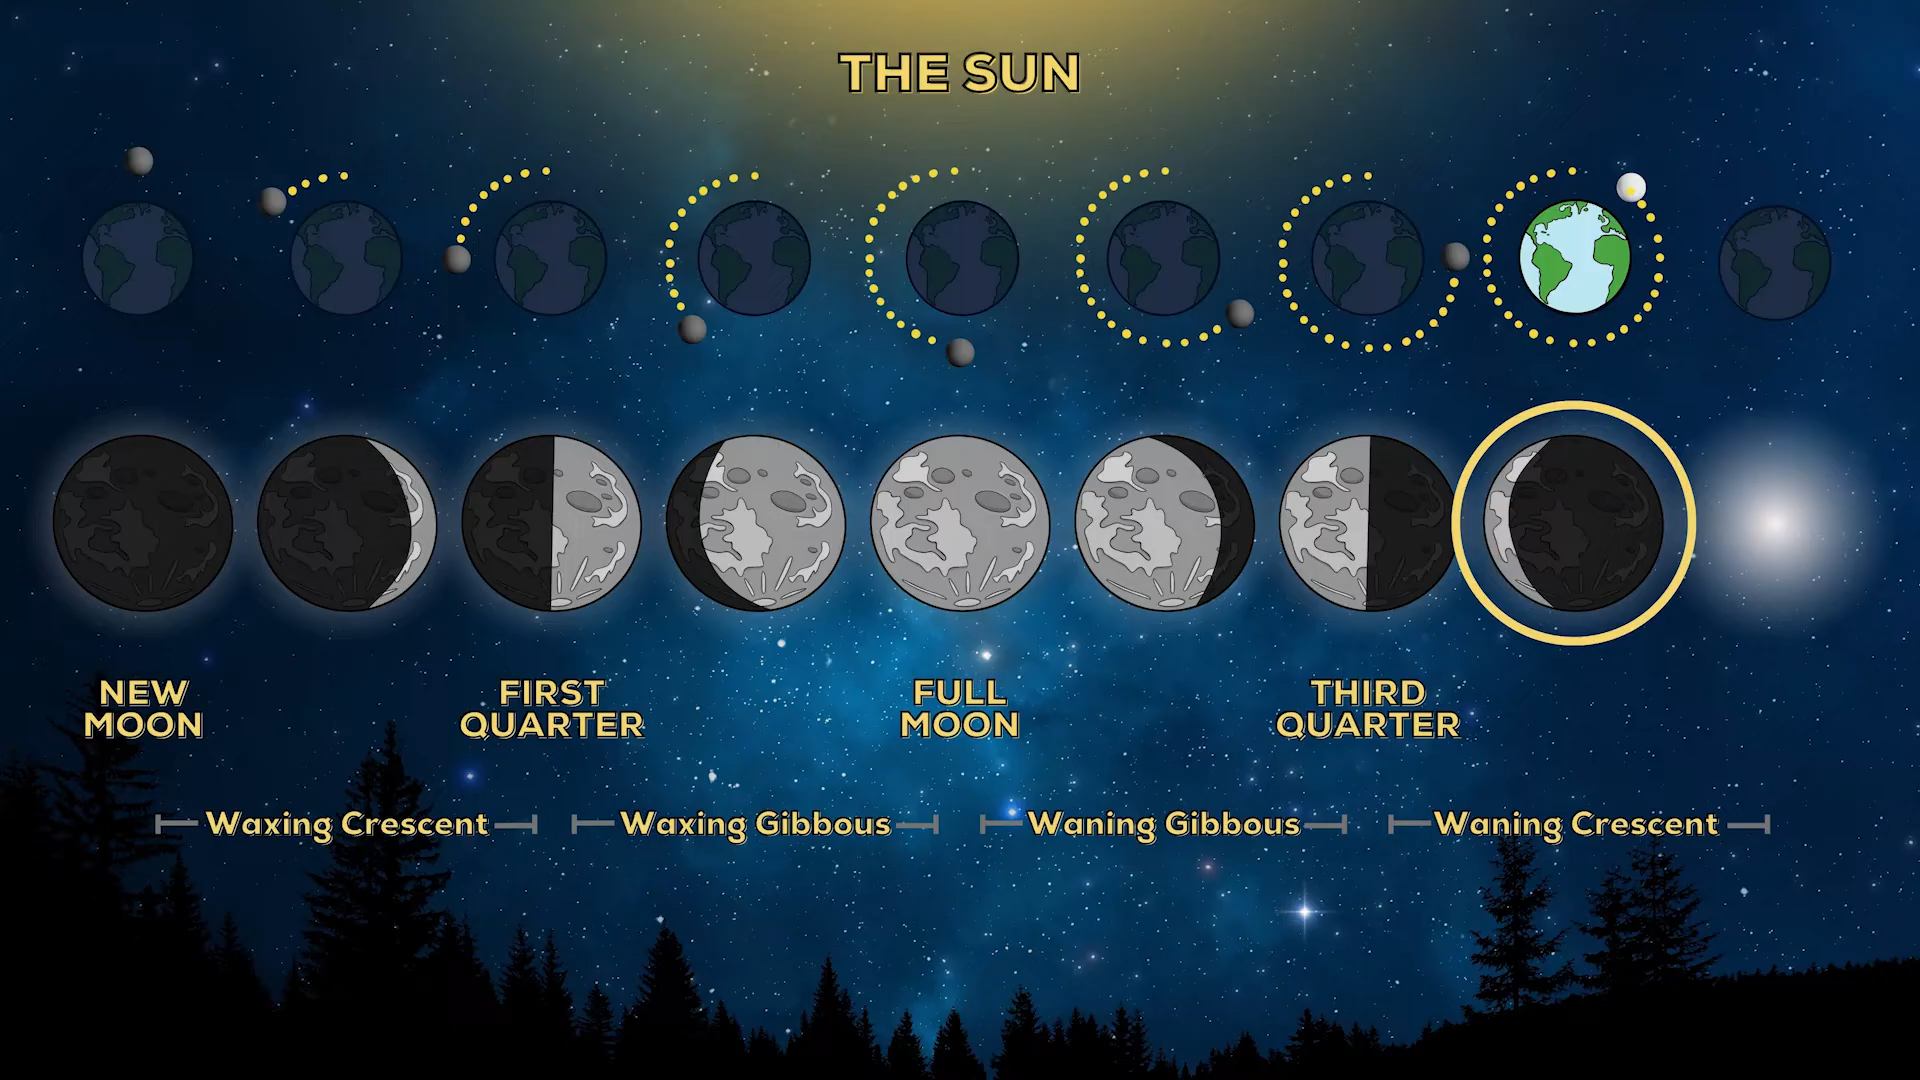 THE SUN
NEW
MOON
FIRST
QUARTER
FULL
MOON
THIRD
QUARTER
Waxing Crescent
Waxing Gibbous
Waning Gibbous
Waning Crescent